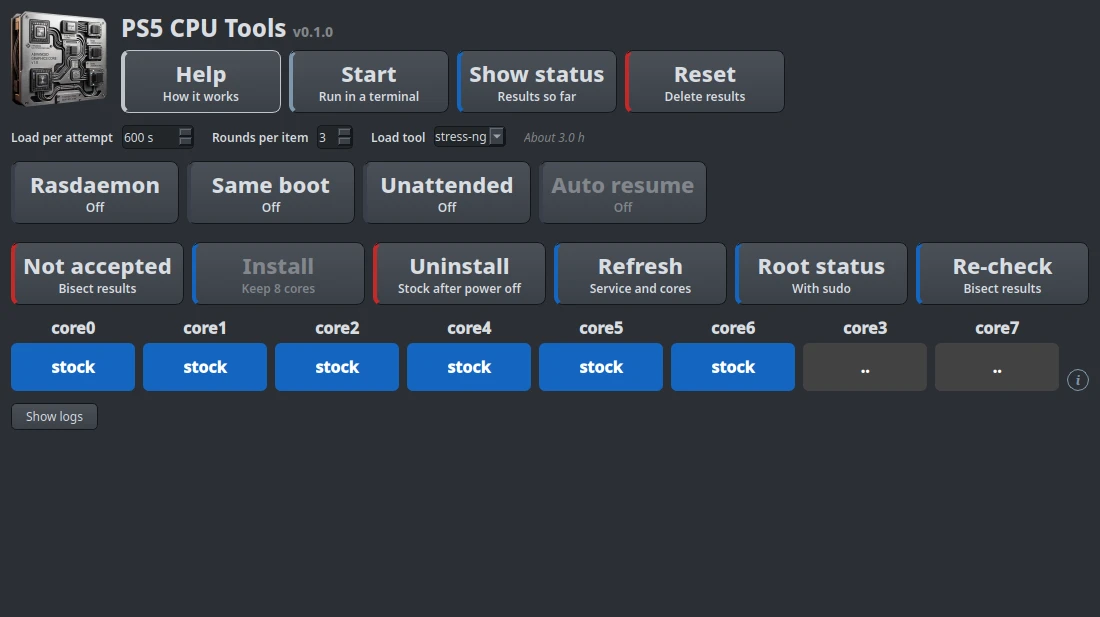 PS5 CPU Tools v0.1.0
Help
How it works
Start
Run in a terminal
Show status
Results so far
Reset
Delete results
Load per attempt 600 s Rounds per item 3 Load tool stress-ng About 3.0 h
Rasdaemon
Off
Same boot
Off
Unattended
Off
Auto resume
Off
Not accepted
Bisect results
Install
Keep 8 cores
Uninstall
Stock after power off
Refresh
Service and cores
Root status
With sudo
Re-check
Bisect results
core0 core1 core2 core4 core5 core6 core3 core7
stock stock stock stock stock stock .. ..
i
Show logs